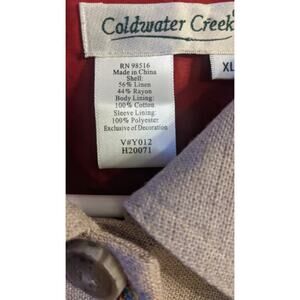 Coldwater Creek
XL
RN 98516
Made in China
Shell:
56% Linen
44% Rayon
Body Lining:
100% Cotton
Sleeve Lining:
100% Polyester
Exclusive of Decoration
V#Y012
H20071